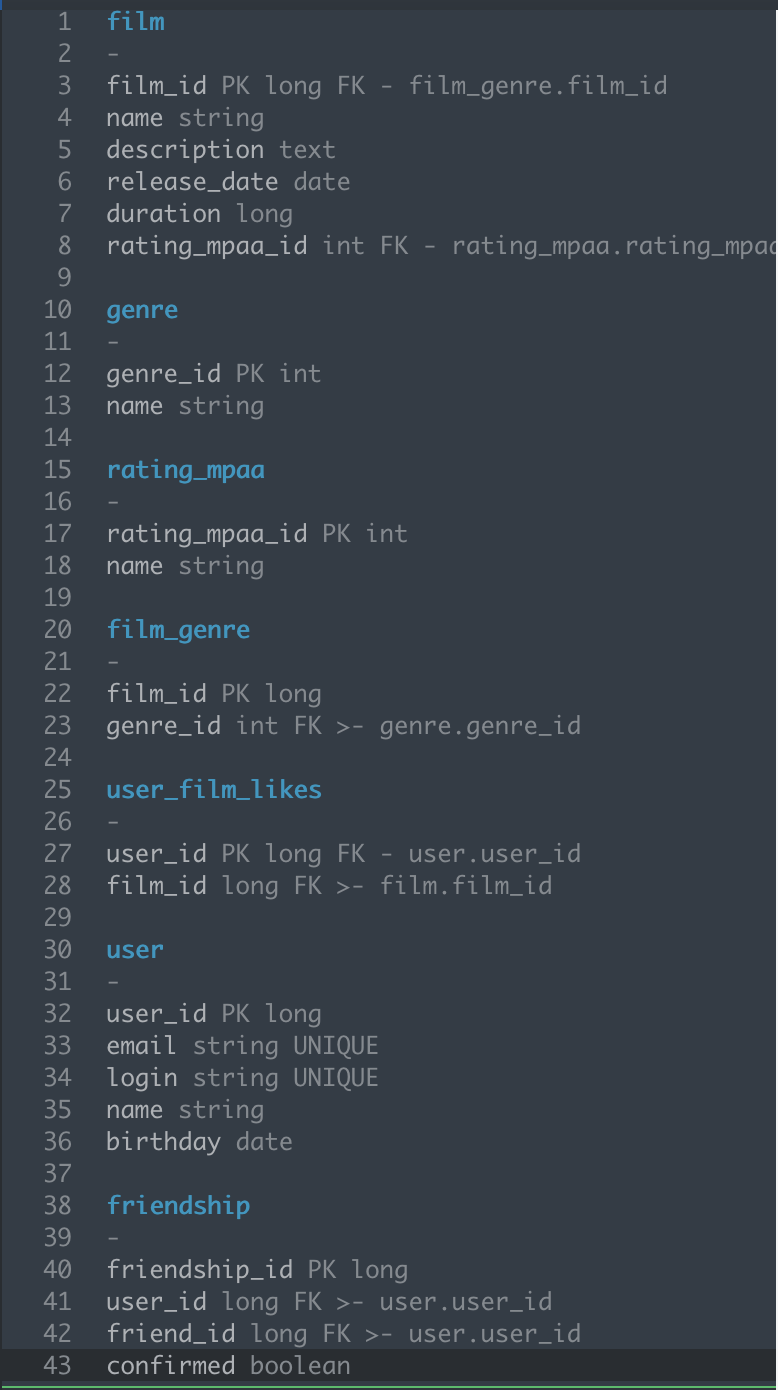 1 film
2 -
3 film_id PK long FK - film_genre.film_id
4 name string
5 description text
6 release_date date
7 duration long
8 rating_mpaa_id int FK - rating_mpaa.rating_mpaa
9
10 genre
11 -
12 genre_id PK int
13 name string
14
15 rating_mpaa
16 -
17 rating_mpaa_id PK int
18 name string
19
20 film_genre
21 -
22 film_id PK long
23 genre_id int FK >- genre.genre_id
24
25 user_film_likes
26 -
27 user_id PK long FK - user.user_id
28 film_id long FK >- film.film_id
29
30 user
31 -
32 user_id PK long
33 email string UNIQUE
34 login string UNIQUE
35 name string
36 birthday date
37
38 friendship
39 -
40 friendship_id PK long
41 user_id long FK >- user.user_id
42 friend_id long FK >- user.user_id
43 confirmed boolean